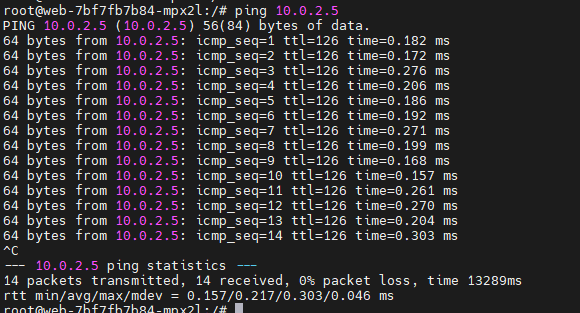 root@web-7bf7fb7b84-mpx2l:/# ping 10.0.2.5
PING 10.0.2.5 (10.0.2.5) 56(84) bytes of data.
64 bytes from 10.0.2.5: icmp_seq=1 ttl=126 time=0.182 ms
64 bytes from 10.0.2.5: icmp_seq=2 ttl=126 time=0.172 ms
64 bytes from 10.0.2.5: icmp_seq=3 ttl=126 time=0.276 ms
64 bytes from 10.0.2.5: icmp_seq=4 ttl=126 time=0.206 ms
64 bytes from 10.0.2.5: icmp_seq=5 ttl=126 time=0.186 ms
64 bytes from 10.0.2.5: icmp_seq=6 ttl=126 time=0.192 ms
64 bytes from 10.0.2.5: icmp_seq=7 ttl=126 time=0.271 ms
64 bytes from 10.0.2.5: icmp_seq=8 ttl=126 time=0.199 ms
64 bytes from 10.0.2.5: icmp_seq=9 ttl=126 time=0.168 ms
64 bytes from 10.0.2.5: icmp_seq=10 ttl=126 time=0.157 ms
64 bytes from 10.0.2.5: icmp_seq=11 ttl=126 time=0.261 ms
64 bytes from 10.0.2.5: icmp_seq=12 ttl=126 time=0.270 ms
64 bytes from 10.0.2.5: icmp_seq=13 ttl=126 time=0.204 ms
64 bytes from 10.0.2.5: icmp_seq=14 ttl=126 time=0.303 ms
^C
--- 10.0.2.5 ping statistics ---
14 packets transmitted, 14 received, 0% packet loss, time 13289ms
rtt min/avg/max/mdev = 0.157/0.217/0.303/0.046 ms
root@web-7bf7fb7b84-mpx2l:/#